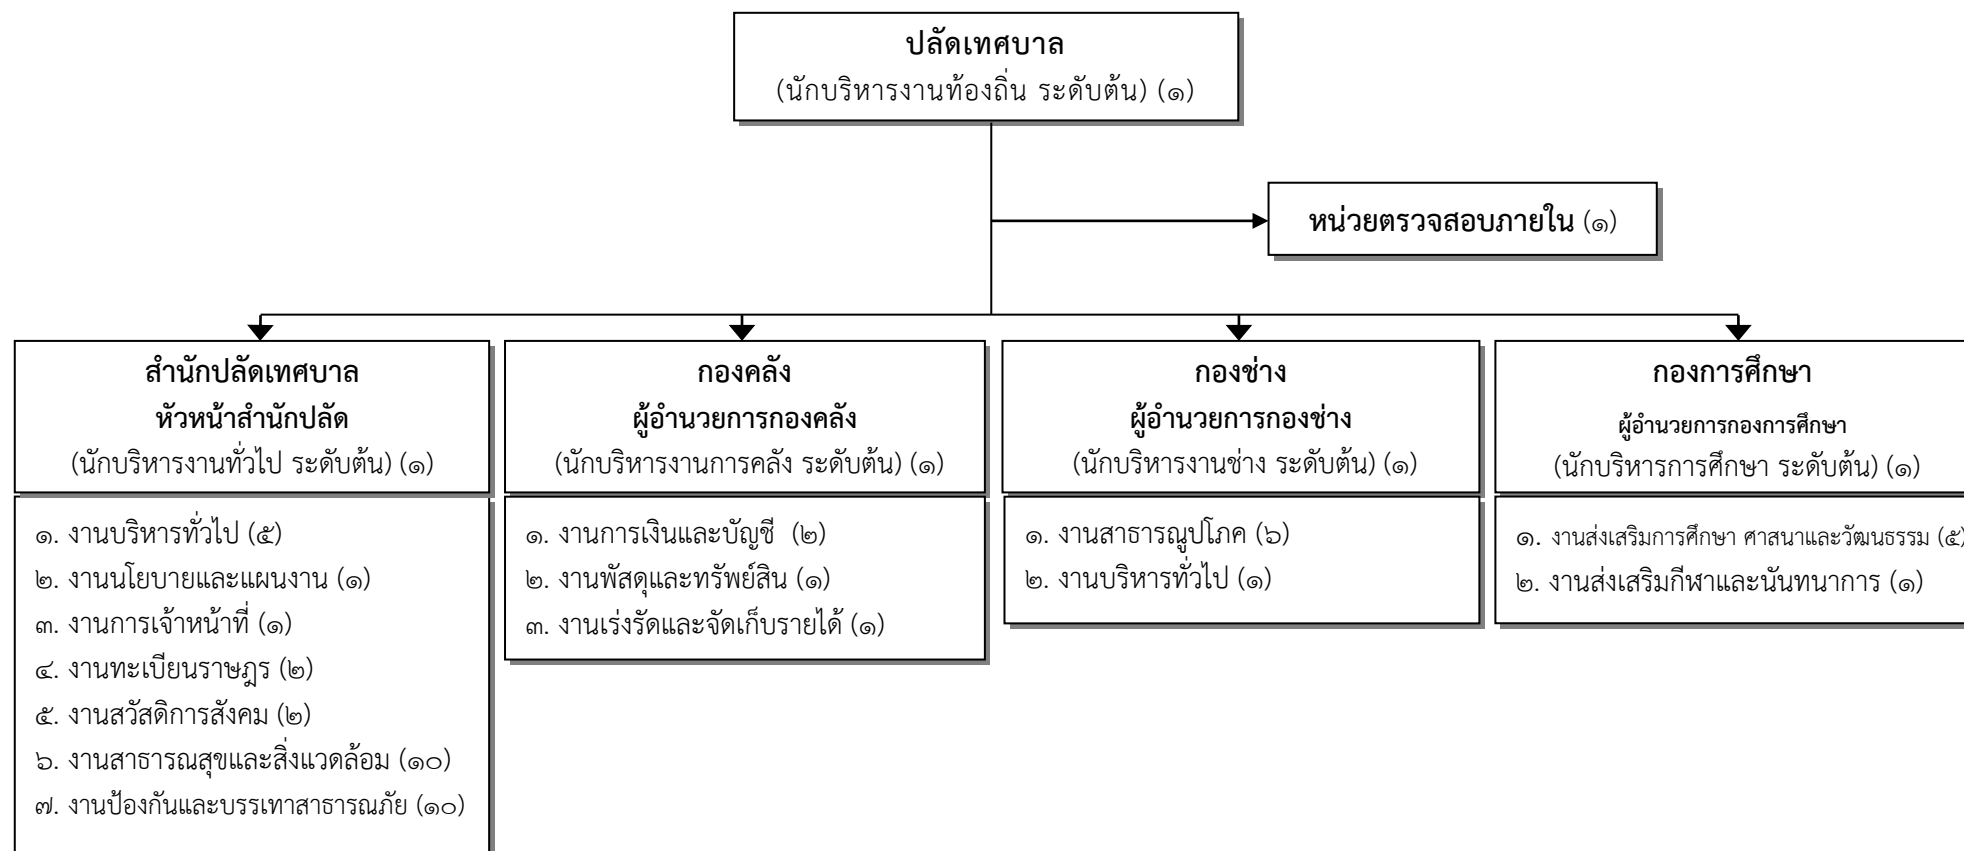 ปลัดเทศบาล
(นักบริหารงานท้องถิ่น ระดับต้น) (๑)
หน่วยตรวจสอบภายใน (๑)
สำนักปลัดเทศบาล
หัวหน้าสำนักปลัด
(นักบริหารงานทั่วไป ระดับต้น) (๑)
๑. งานบริหารทั่วไป (๕)
๒. งานนโยบายและแผนงาน (๑)
๓. งานการเจ้าหน้าที่ (๑)
๔. งานทะเบียนราษฎร (๒)
๕. งานสวัสดิการสังคม (๒)
๖. งานสาธารณสุขและสิ่งแวดล้อม (๑๐)
๗. งานป้องกันและบรรเทาสาธารณภัย (๑๐)
กองคลัง
ผู้อำนวยการกองคลัง
(นักบริหารงานการคลัง ระดับต้น) (๑)
๑. งานการเงินและบัญชี (๒)
๒. งานพัสดุและทรัพย์สิน (๑)
๓. งานเร่งรัดและจัดเก็บรายได้ (๑)
กองช่าง
ผู้อำนวยการกองช่าง
(นักบริหารงานช่าง ระดับต้น) (๑)
๑. งานสาธารณูปโภค (๖)
๒. งานบริหารทั่วไป (๑)
กองการศึกษา
ผู้อำนวยการกองการศึกษา
(นักบริหารการศึกษา ระดับต้น) (๑)
๑. งานส่งเสริมการศึกษา ศาสนาและวัฒนธรรม (๕)
๒. งานส่งเสริมกีฬาและนันทนาการ (๑)